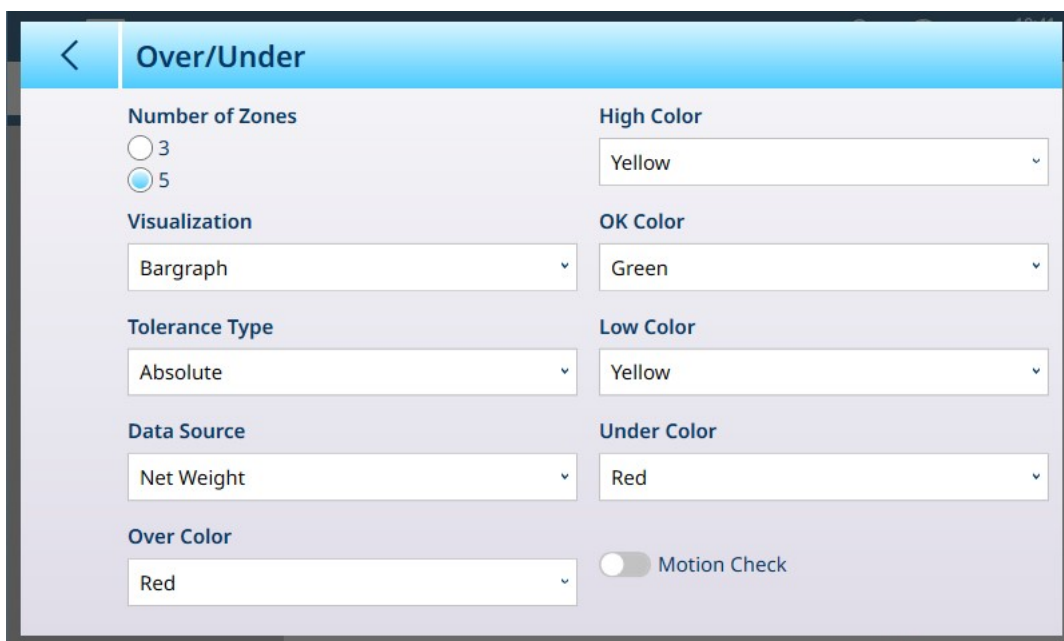 Over/Under
Number of Zones
3
5
Visualization
Bargraph
Tolerance Type
Absolute
Data Source
Net Weight
Over Color
Red
High Color
Yellow
OK Color
Green
Low Color
Yellow
Under Color
Red
Motion Check